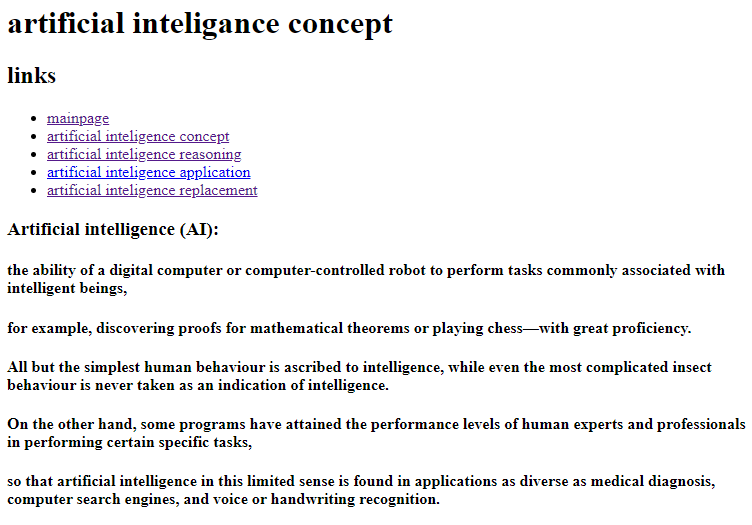 artificial inteligance concept
links
mainpage
artificial inteligence concept
artificial inteligence reasoning
artificial inteligence application
artificial inteligence replacement
Artificial intelligence (AI):
the ability of a digital computer or computer-controlled robot to perform tasks commonly associated with
intelligent beings,
for example, discovering proofs for mathematical theorems or playing chess—with great proficiency.
All but the simplest human behaviour is ascribed to intelligence, while even the most complicated insect
behaviour is never taken as an indication of intelligence.
On the other hand, some programs have attained the performance levels of human experts and professionals
in performing certain specific tasks,
so that artificial intelligence in this limited sense is found in applications as diverse as medical diagnosis,
computer search engines, and voice or handwriting recognition.